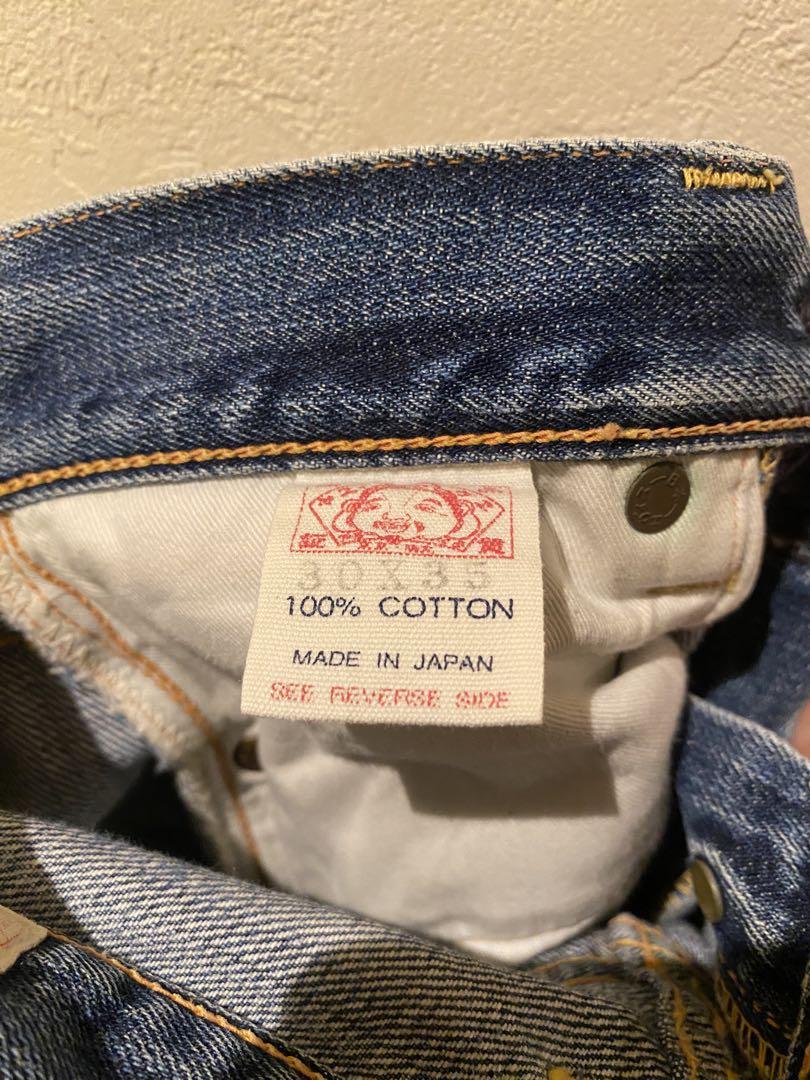 30X35
100% COTTON
MADE IN JAPAN
SEE REVERSE SIDE